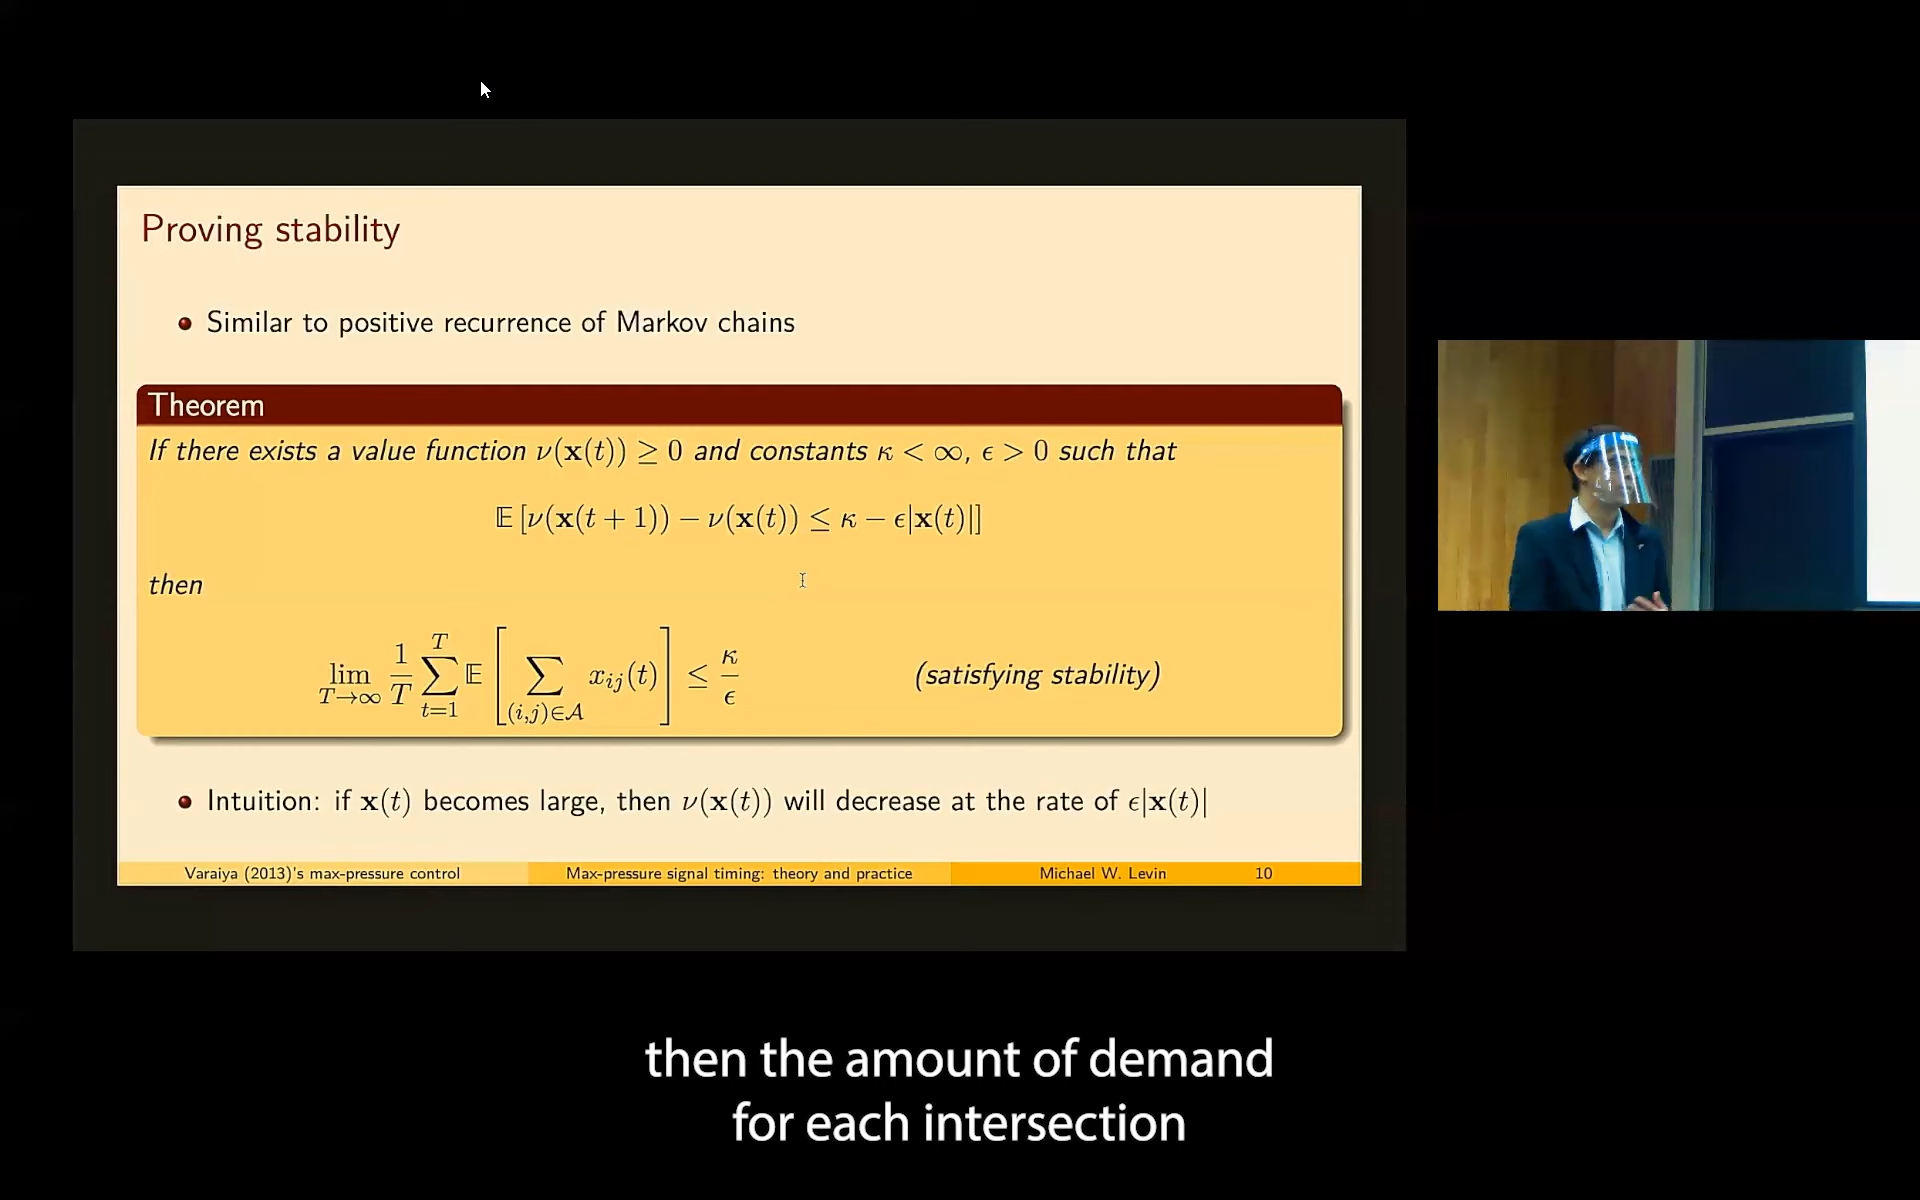 Proving stability
Similar to positive recurrence of Markov chains
Theorem
If there exists a value function ν(x(t)) ≥ 0 and constants κ < ∞, ϵ > 0 such that
𝔼 [ν(x(t + 1)) − ν(x(t)) ≤ κ − ϵ|x(t)|]
then
lim_{T→∞} 1/T ∑_{t=1}^{T} 𝔼 [∑_{(i,j)∈𝒜} x_{ij}(t)] ≤ κ/ϵ (satisfying stability)
Intuition: if x(t) becomes large, then ν(x(t)) will decrease at the rate of ϵ|x(t)|
Varaiya (2013)'s max-pressure control Max-pressure signal timing: theory and practice Michael W. Levin 10
then the amount of demand
for each intersection